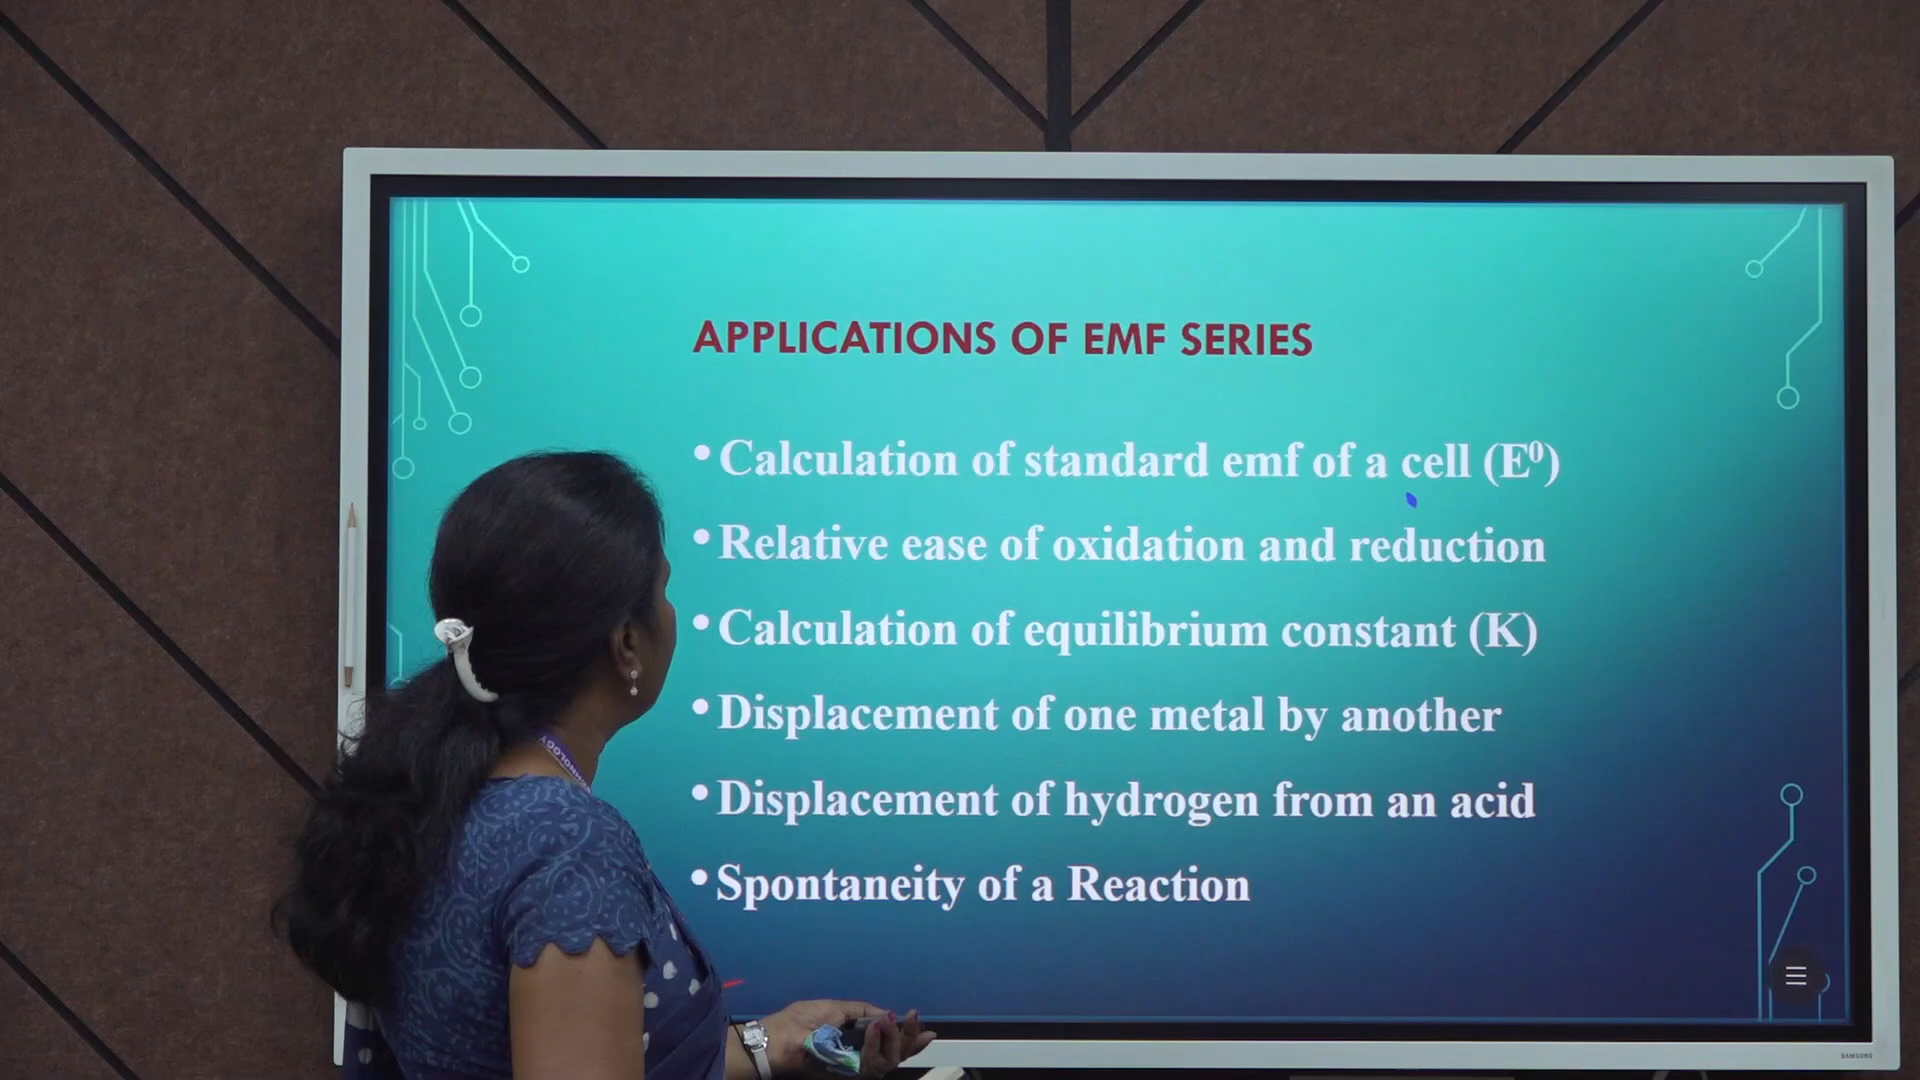 APPLICATIONS OF EMF SERIES
• Calculation of standard emf of a cell (E⁰)
• Relative ease of oxidation and reduction
• Calculation of equilibrium constant (K)
• Displacement of one metal by another
• Displacement of hydrogen from an acid
• Spontaneity of a Reaction
SAMSUNG